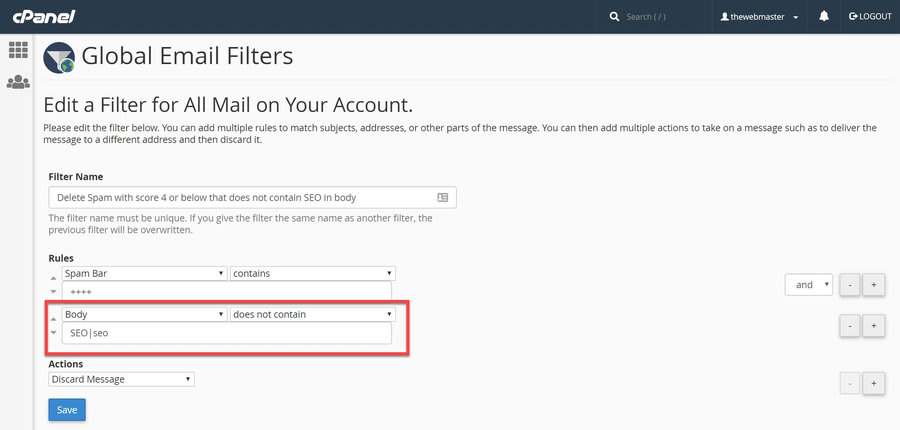 cPanel Search ( / ) thewebmaster LOGOUT
Global Email Filters
Edit a Filter for All Mail on Your Account.
Please edit the filter below. You can add multiple rules to match subjects, addresses, or other parts of the message. You can then add multiple actions to take on a message such as to deliver the
message to a different address and then discard it.
Filter Name
Delete Spam with score 4 or below that does not contain SEO in body
The filter name must be unique. If you give the filter the same name as another filter, the
previous filter will be overwritten.
Rules
Spam Bar contains
++++ and - +
Body does not contain
SEO|seo - +
Actions
Discard Message - +
Save